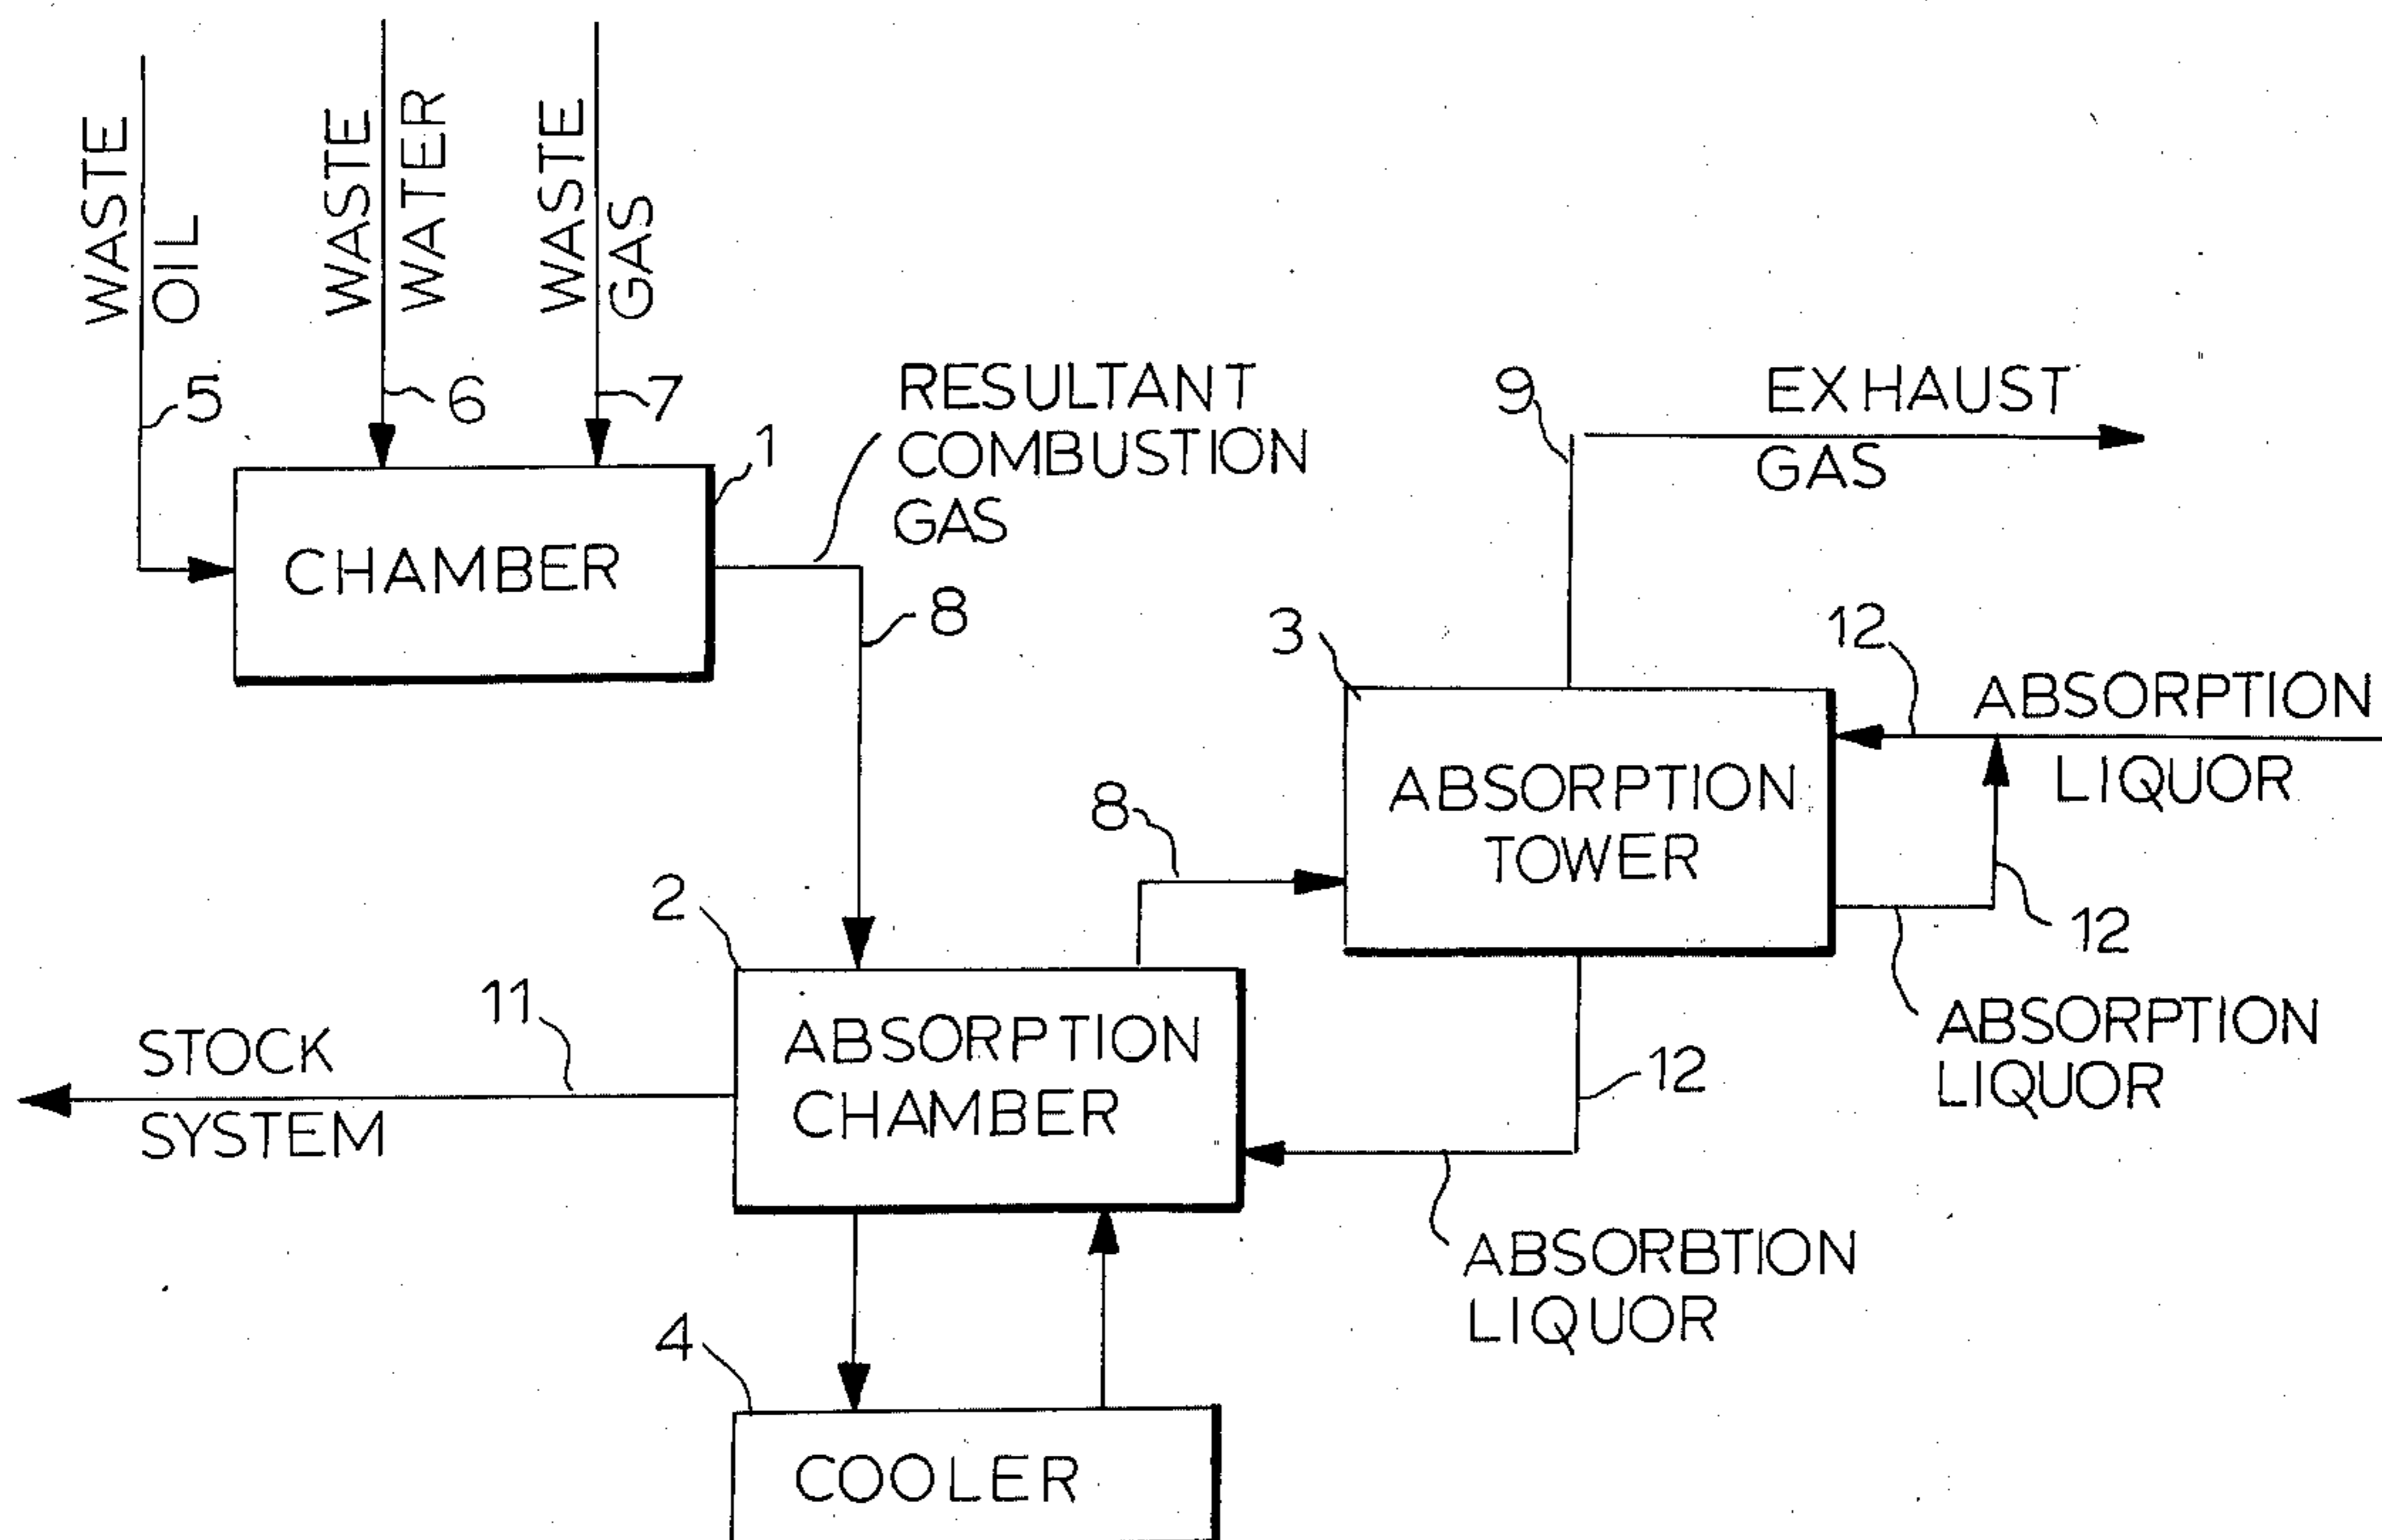 WASTE
OIL
WASTE
WATER
WASTE
GAS
5
6
7
1
CHAMBER
RESULTANT
COMBUSTION
GAS
8
9
EXHAUST
GAS
3
12
ABSORPTION
LIQUOR
ABSORPTION
TOWER
8
12
ABSORPTION
LIQUOR
2
11
STOCK
SYSTEM
ABSORPTION
CHAMBER
12
ABSORBTION
LIQUOR
4
COOLER